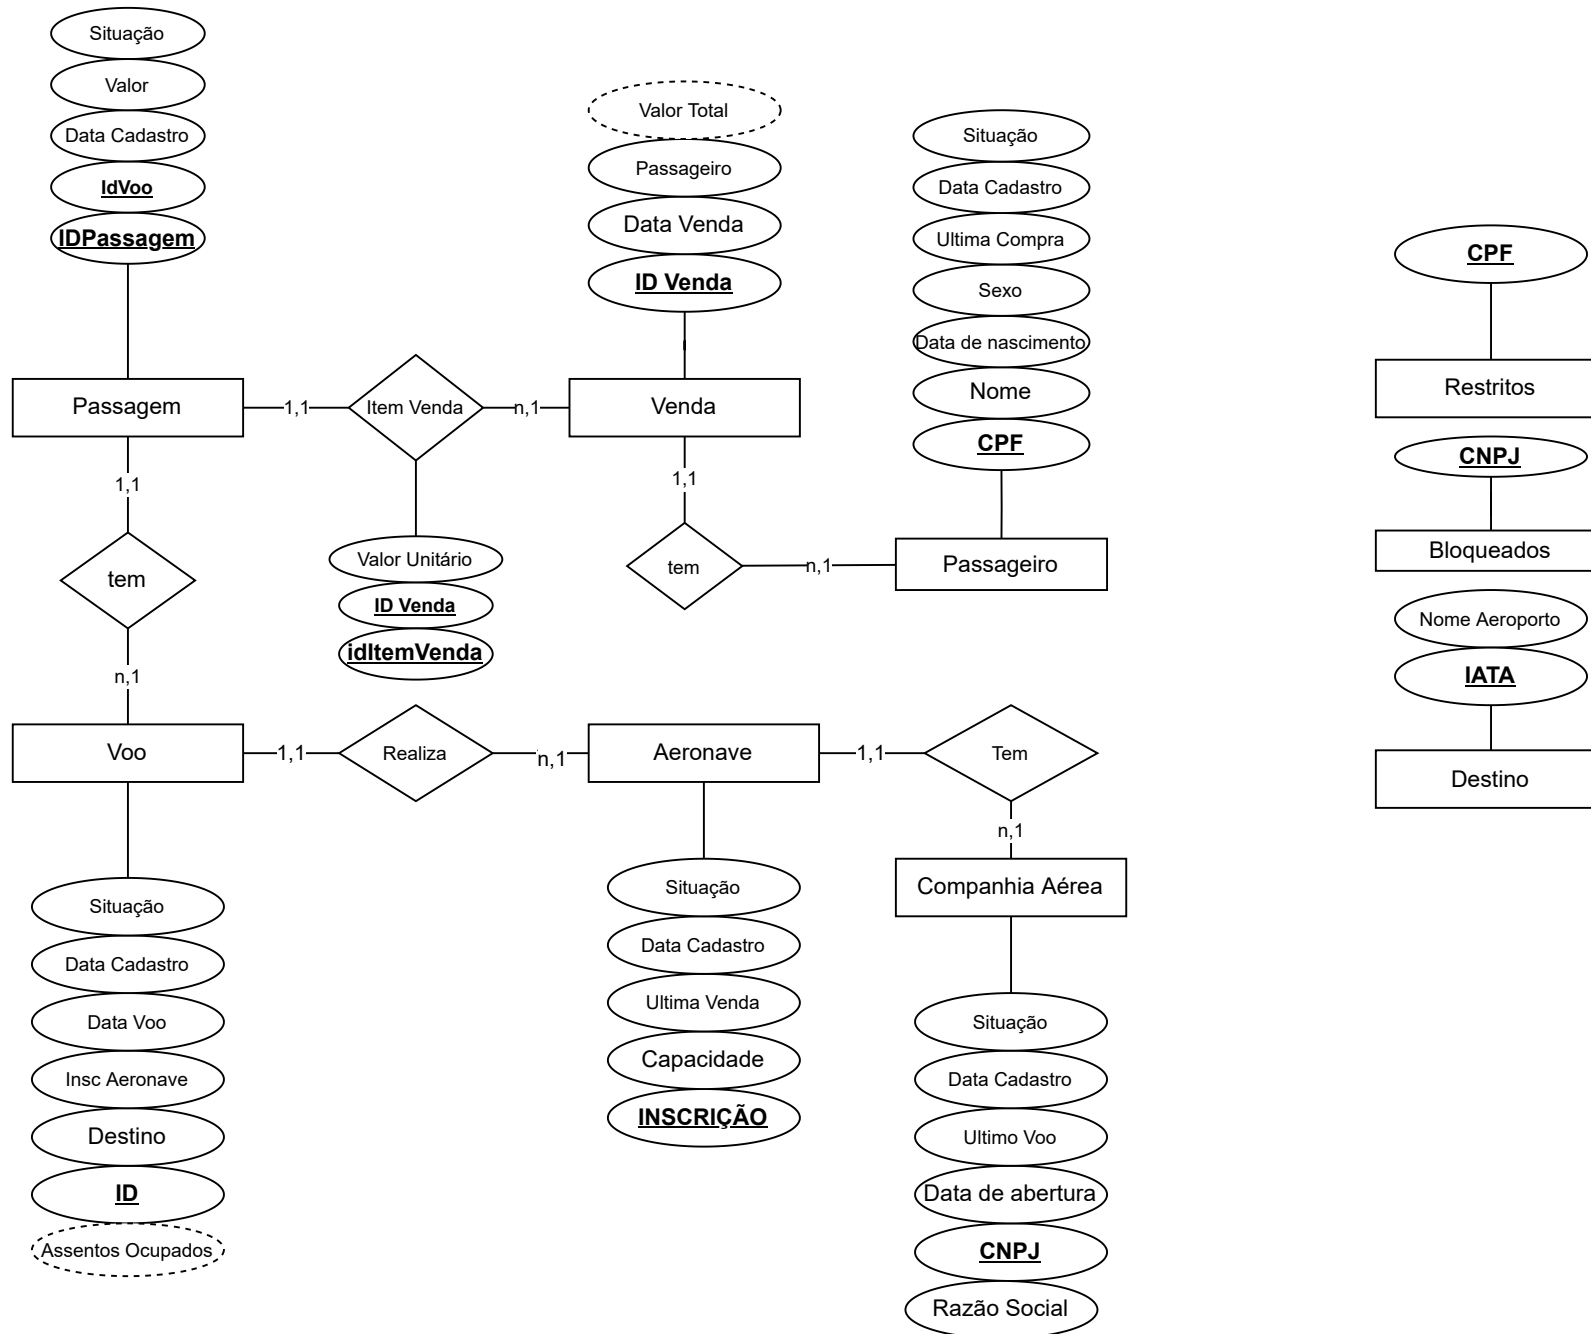 Situação
Valor
Data Cadastro
IdVoo
IDPassagem
Passagem
1,1
Item Venda
n,1
Valor Total
Passageiro
Data Venda
ID Venda
Venda
Situação
Data Cadastro
Ultima Compra
Sexo
Data de nascimento
Nome
CPF
Passageiro
1,1
tem
n,1
Valor Unitário
ID Venda
idItemVenda
1,1
tem
n,1
Voo
1,1
Realiza
n,1
Aeronave
1,1
Tem
n,1
Companhia Aérea
Situação
Data Cadastro
Data Voo
Insc Aeronave
Destino
ID
Assentos Ocupados
Situação
Data Cadastro
Ultima Venda
Capacidade
INSCRIÇÃO
Situação
Data Cadastro
Ultimo Voo
Data de abertura
CNPJ
Razão Social
CPF
Restritos
CNPJ
Bloqueados
Nome Aeroporto
IATA
Destino